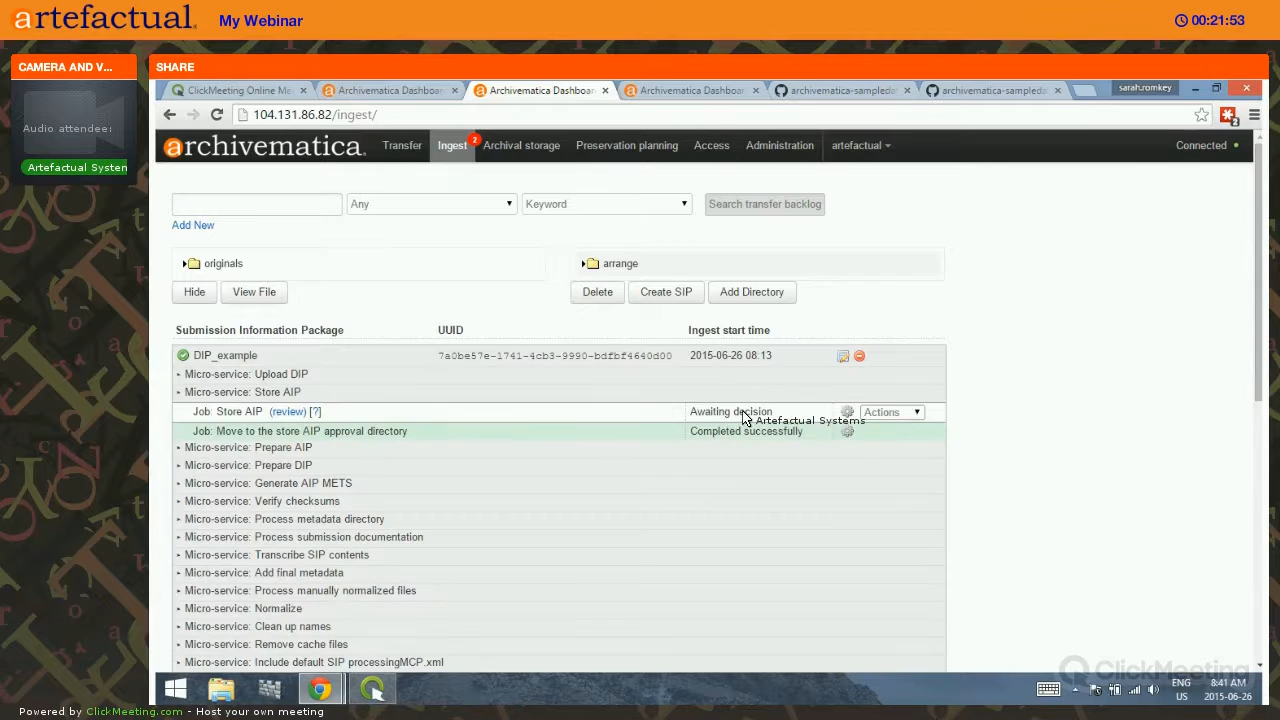 artefactual. My Webinar 00:21:53
CAMERA AND V... SHARE
Audio attendees
Artefactual System
ClickMeeting Online Me × Archivematica Dashboar × Archivematica Dashboar × Archivematica Dashboar × archivematica-sampledat × archivematica-sampledat × sarah.romkey
104.131.86.82/ingest/ 2
archivematica. Transfer Ingest 2 Archival storage Preservation planning Access Administration artefactual Connected
Any Keyword Search transfer backlog
Add New
originals arrange
Hide View File Delete Create SIP Add Directory
Submission Information Package UUID Ingest start time
DIP_example 7a0be57e-1741-4cb3-9990-bdfbf4640d00 2015-06-26 08:13
Micro-service: Upload DIP
Micro-service: Store AIP
Job: Store AIP (review) [?] Awaiting decision Actions
Artefactual Systems
Job: Move to the store AIP approval directory Completed successfully
Micro-service: Prepare AIP
Micro-service: Prepare DIP
Micro-service: Generate AIP METS
Micro-service: Verify checksums
Micro-service: Process metadata directory
Micro-service: Process submission documentation
Micro-service: Transcribe SIP contents
Micro-service: Add final metadata
Micro-service: Process manually normalized files
Micro-service: Normalize
Micro-service: Clean up names
Micro-service: Remove cache files
Micro-service: Include default SIP processingMCP.xml
ClickMeeting
ENG 8:41 AM
US 2015-06-26
Powered by ClickMeeting.com - Host your own meeting